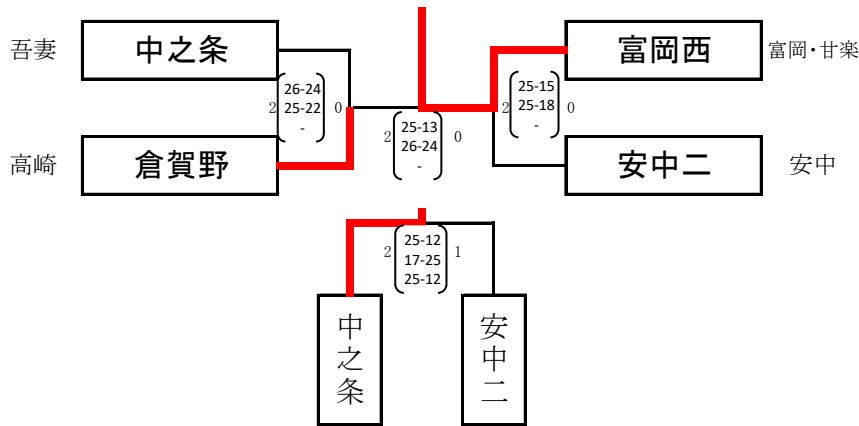 吾妻
中之条
富岡西
富岡・甘楽
2
26-24
25-22
-
0
2
25-15
25-18
-
0
2
25-13
26-24
-
0
高崎
倉賀野
安中二
安中
2
25-12
17-25
25-12
1
中之条
安中二